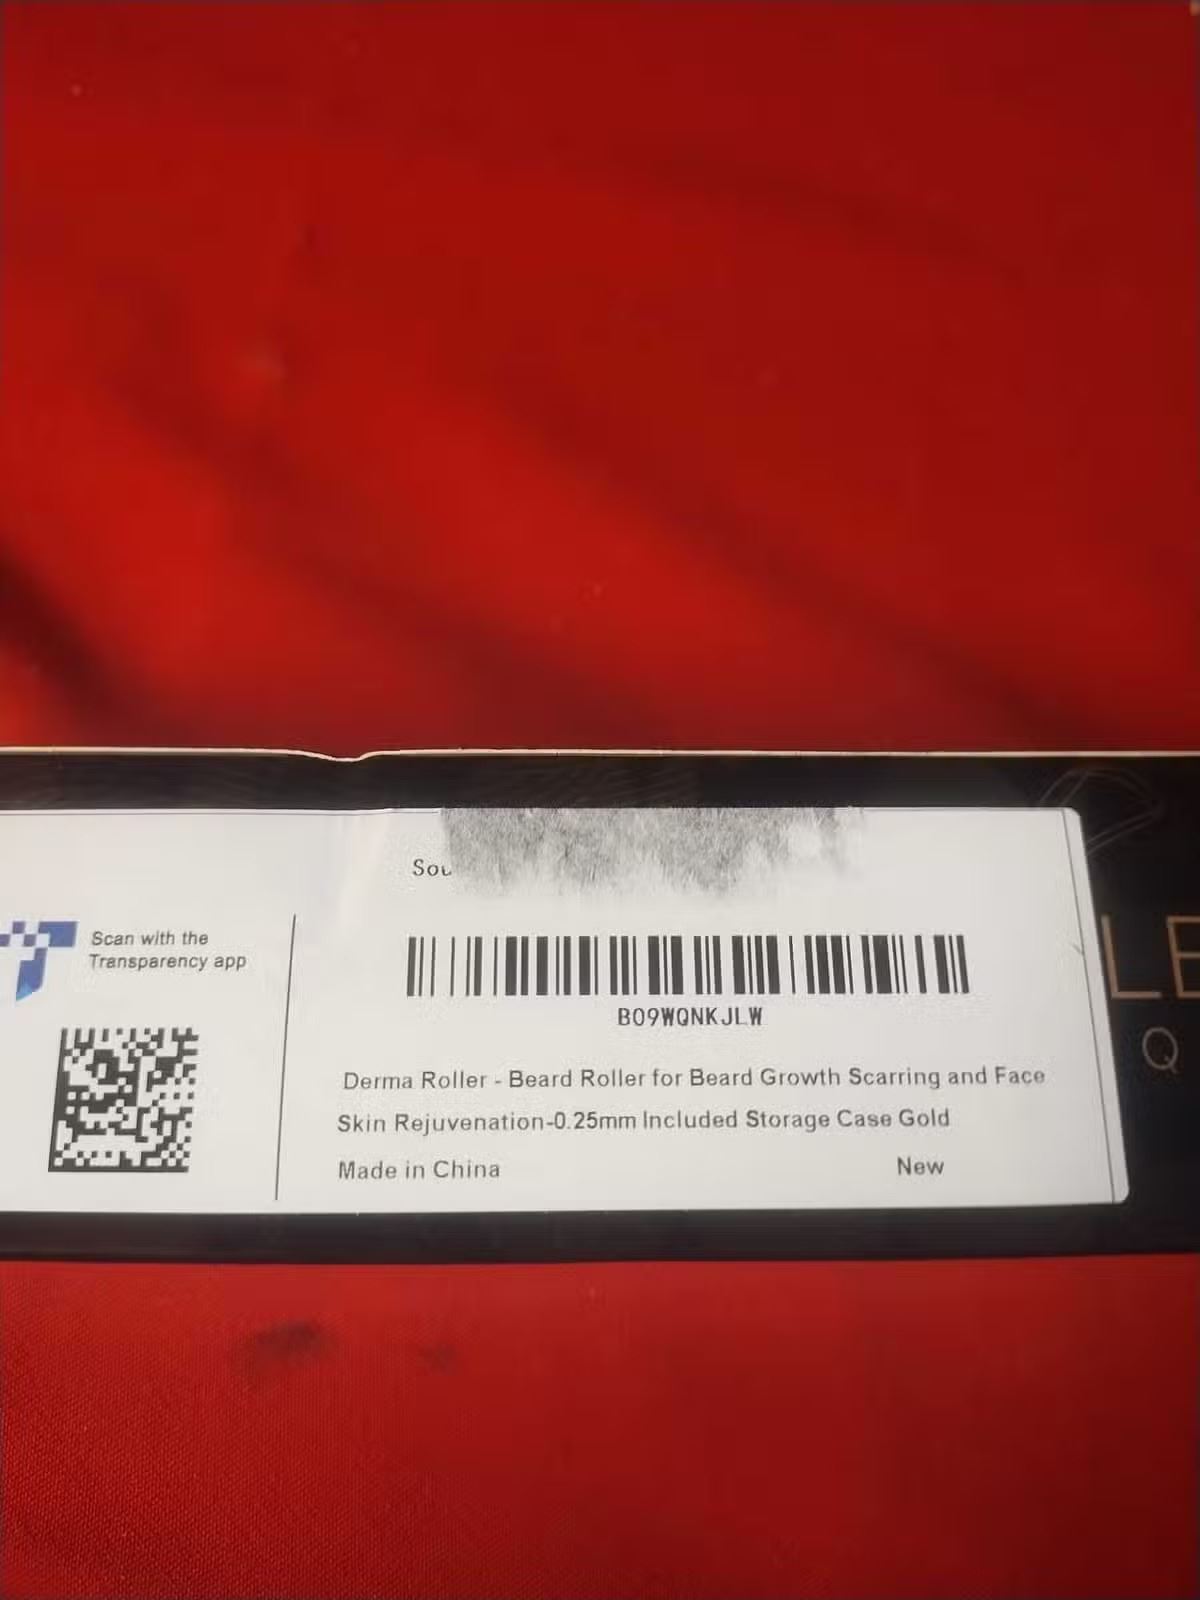 Scan with the
Transparency app
B09WQNKJLW
Derma Roller - Beard Roller for Beard Growth Scarring and Face
Skin Rejuvenation-0.25mm Included Storage Case Gold
Made in China
New